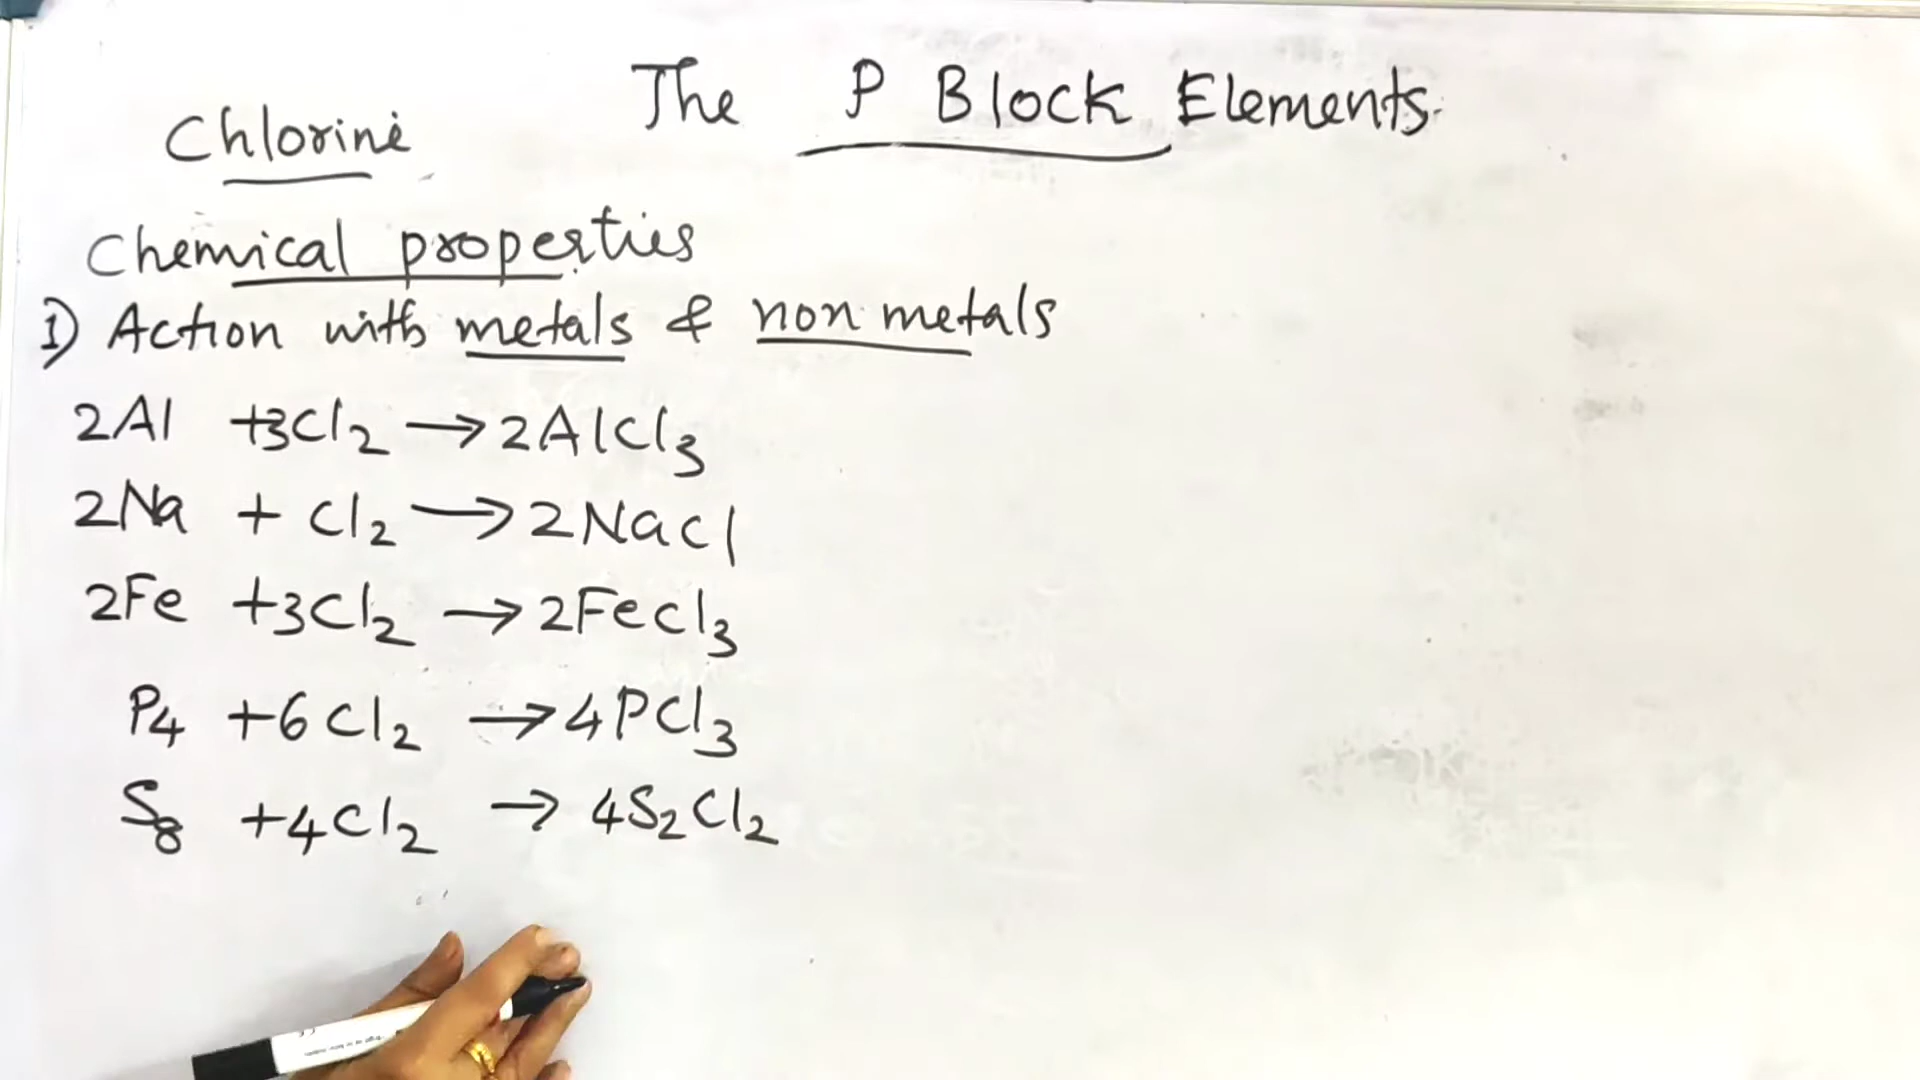 The P Block Elements
Chlorine
Chemical properties
1) Action with metals & non metals
2Al +3Cl₂ → 2AlCl₃
2Na + Cl₂ → 2NaCl
2Fe +3Cl₂ → 2FeCl₃
P₄ +6Cl₂ → 4PCl₃
S₈ +4Cl₂ → 4S₂Cl₂